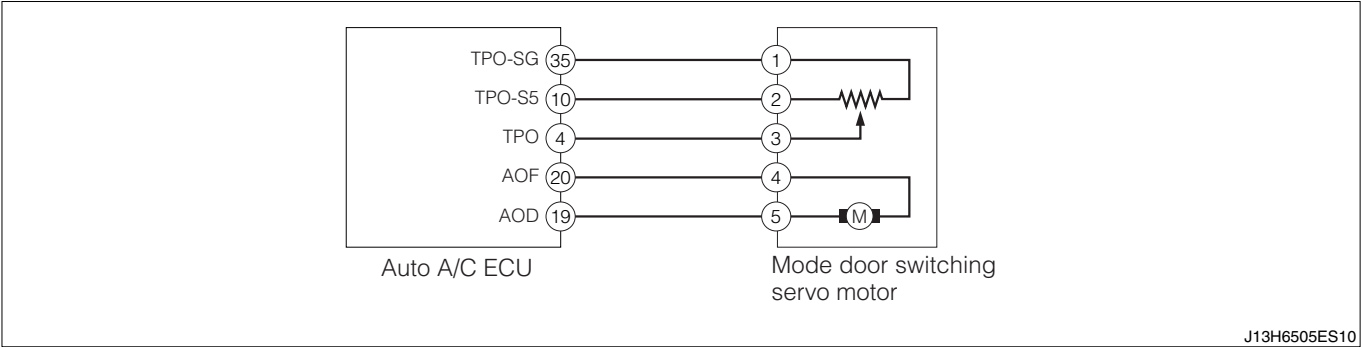 TPO-SG 35 1
TPO-S5 10 2
TPO 4 3
AOF 20 4
AOD 19 5 M
Auto A/C ECU
Mode door switching
servo motor
J13H6505ES10